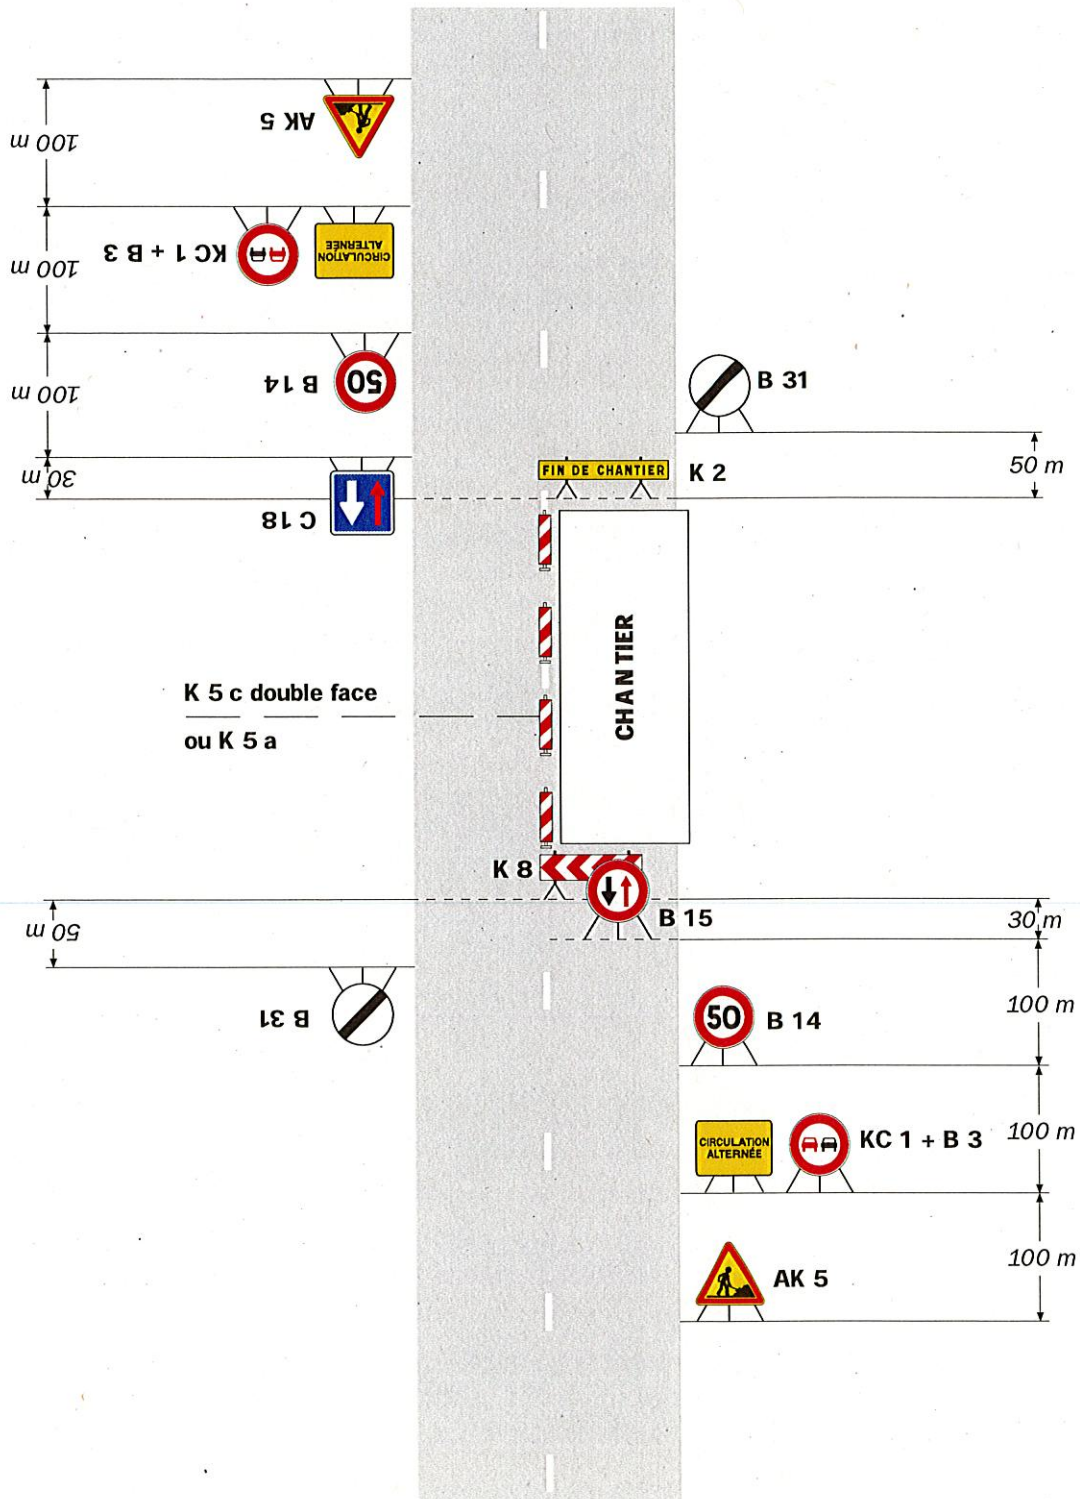 AK 5
100 m
KC 1 + B 3
CIRCULATION
ALTERNÉE
100 m
B 14
50
100 m
B 31
50 m
30 m
C 18
FIN DE CHANTIER
K 2
CHANTIER
K 5 c double face
ou K 5 a
K 8
B 15
30 m
50 m
B 31
50
B 14
100 m
CIRCULATION
ALTERNÉE
KC 1 + B 3
100 m
AK 5
100 m